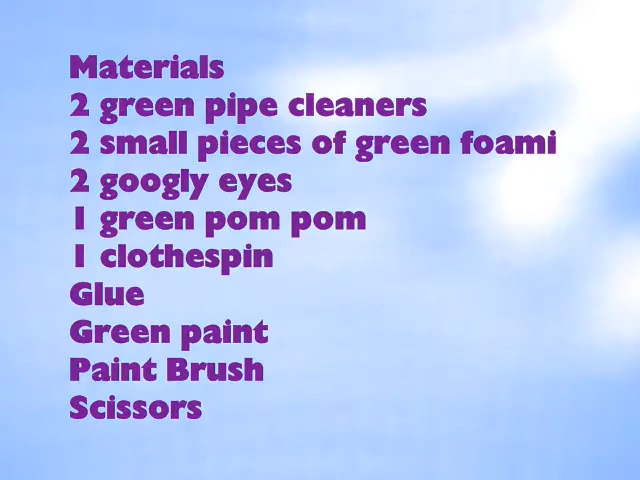 Materials
2 green pipe cleaners
2 small pieces of green foami
2 googly eyes
1 green pom pom
1 clothespin
Glue
Green paint
Paint Brush
Scissors